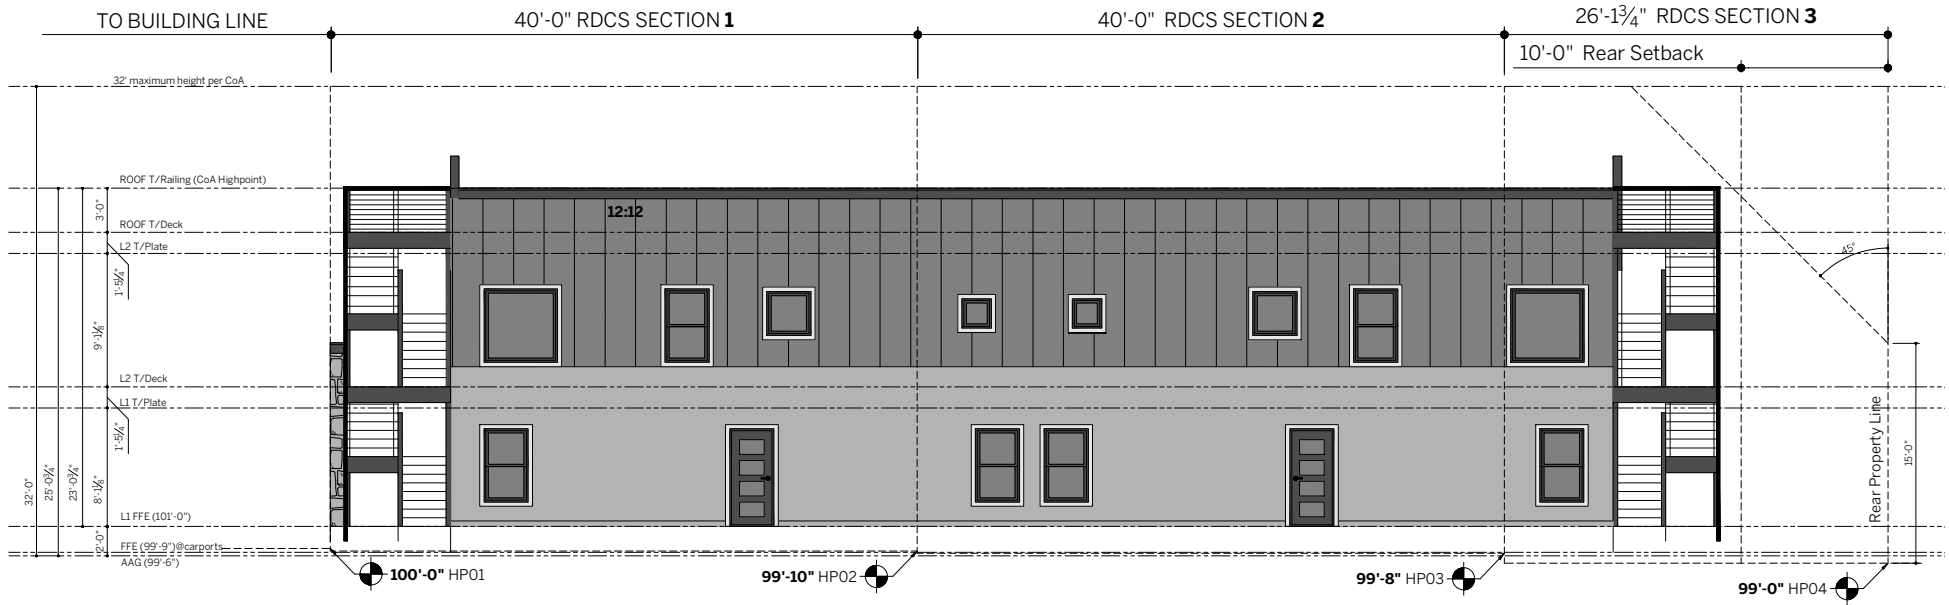 TO BUILDING LINE
40'-0" RDCS SECTION 1
40'-0" RDCS SECTION 2
26'-1¾" RDCS SECTION 3
10'-0" Rear Setback
32' maximum height per CoA
ROOF T/Railing (CoA Highpoint)
3'-0"
ROOF T/Deck
L2 T/Plate
1'-5¼"
9'-1⅛"
L2 T/Deck
L1 T/Plate
1'-5¼"
32'-0"
25'-0¾"
23'-0¾"
8'-1⅛"
L1 FFE (101'-0")
2'-0"
FFE (99'-9")@carports
AAG (99'-6")
12:12
45°
Rear Property Line
15'-0"
100'-0" HP01
99'-10" HP02
99'-8" HP03
99'-0" HP04